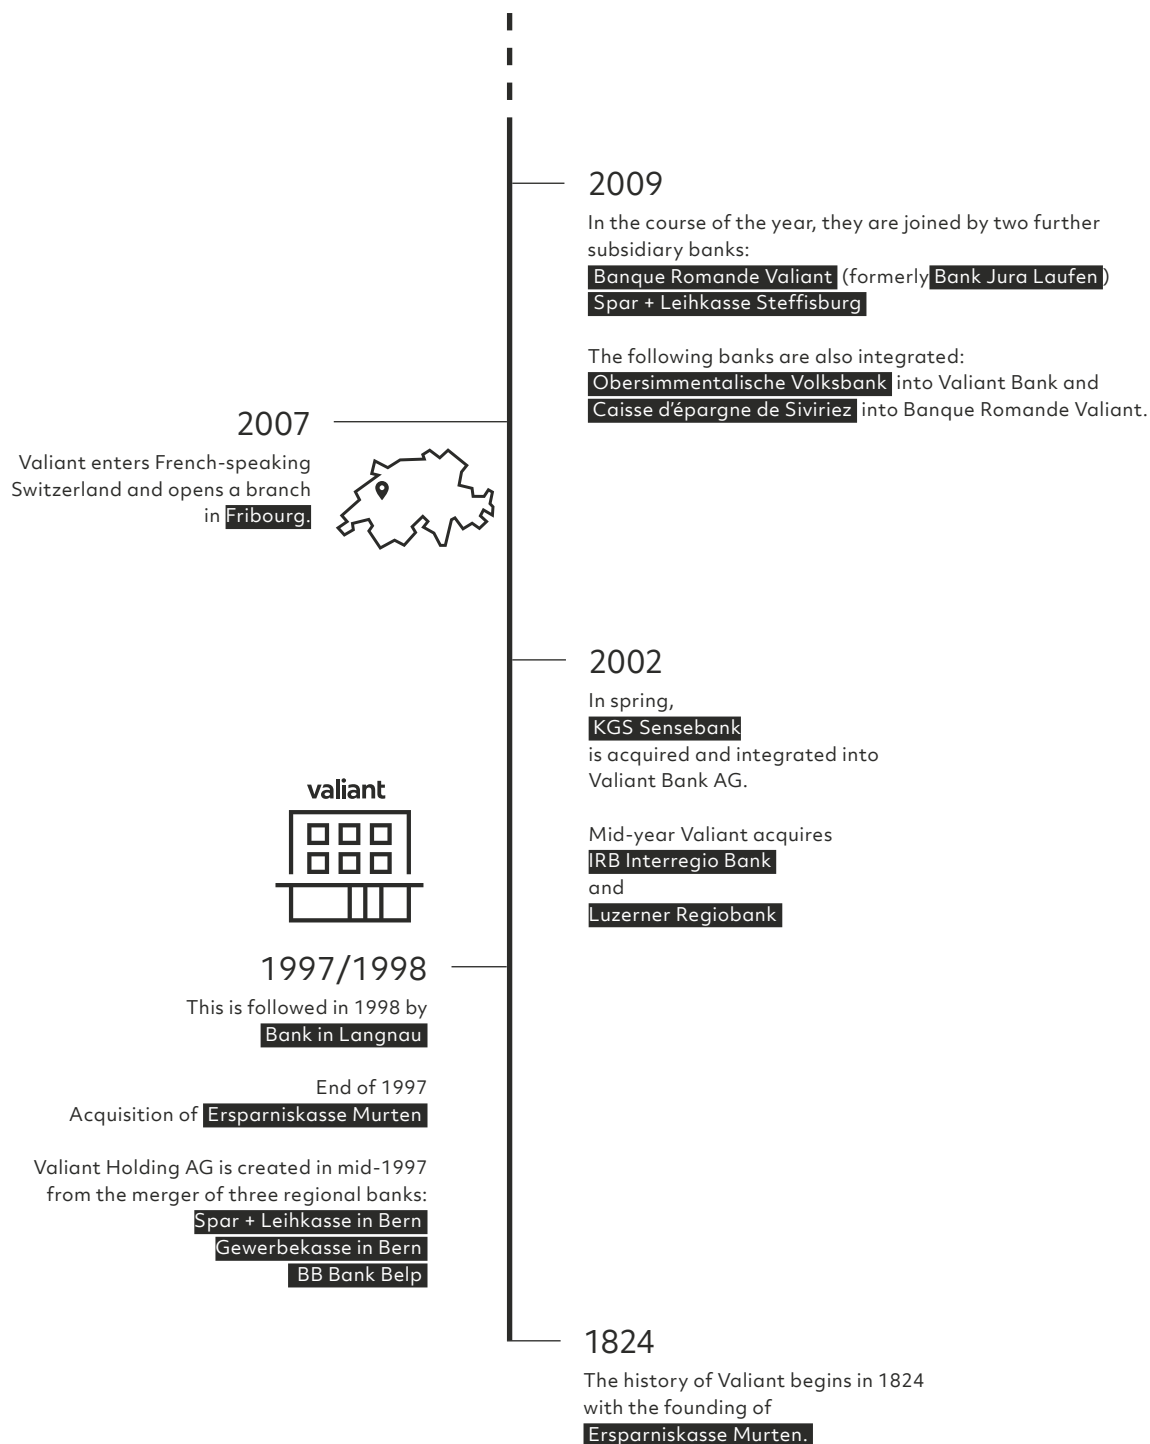 2009
In the course of the year, they are joined by two further
subsidiary banks:
Banque Romande Valiant (formerly Bank Jura Laufen)
Spar + Leihkasse Steffisburg
The following banks are also integrated:
Obersimmentalische Volksbank into Valiant Bank and
Caisse d'épargne de Siviriez into Banque Romande Valiant.
2007
Valiant enters French-speaking
Switzerland and opens a branch
in Fribourg.
2002
In spring,
KGS Sensebank
is acquired and integrated into
Valiant Bank AG.
Mid-year Valiant acquires
IRB Interregio Bank
and
Luzerner Regiobank
valiant
1997/1998
This is followed in 1998 by
Bank in Langnau
End of 1997
Acquisition of Ersparniskasse Murten
Valiant Holding AG is created in mid-1997
from the merger of three regional banks:
Spar + Leihkasse in Bern
Gewerbekasse in Bern
BB Bank Belp
1824
The history of Valiant begins in 1824
with the founding of
Ersparniskasse Murten.